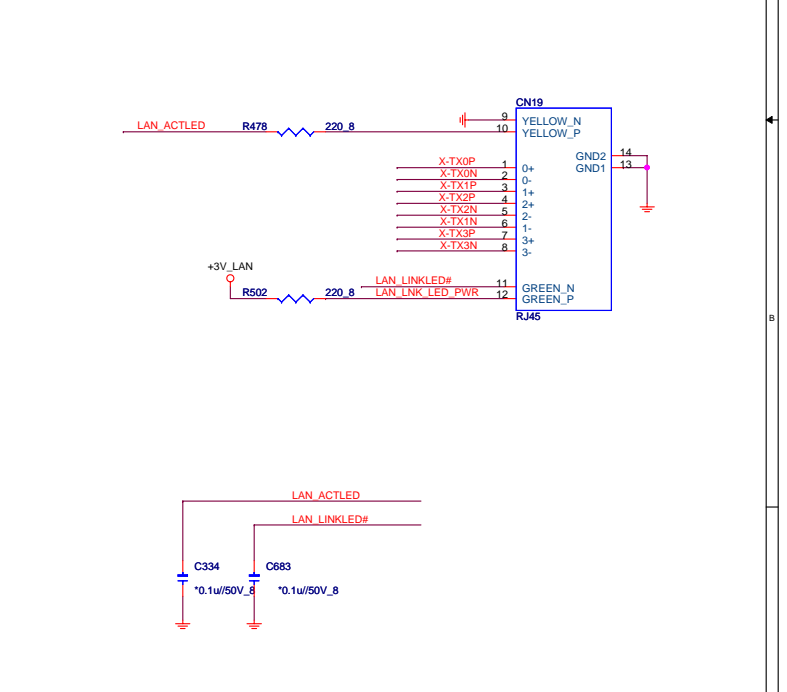 CN19
LAN_ACTLED R478 220_8 9 YELLOW_N
10 YELLOW_P
GND2 14
X-TX0P 1 0+ GND1 13
X-TX0N 2 0-
X-TX1P 3 1+
X-TX2P 4 2+
X-TX2N 5 2-
X-TX1N 6 1-
X-TX3P 7 3+
X-TX3N 8 3-
+3V_LAN
LAN_LINKLED# 11 GREEN_N
R502 220_8 LAN_LNK_LED_PWR 12 GREEN_P
RJ45
B
LAN_ACTLED
LAN_LINKLED#
C334 C683
*0.1u//50V_8 *0.1u//50V_8